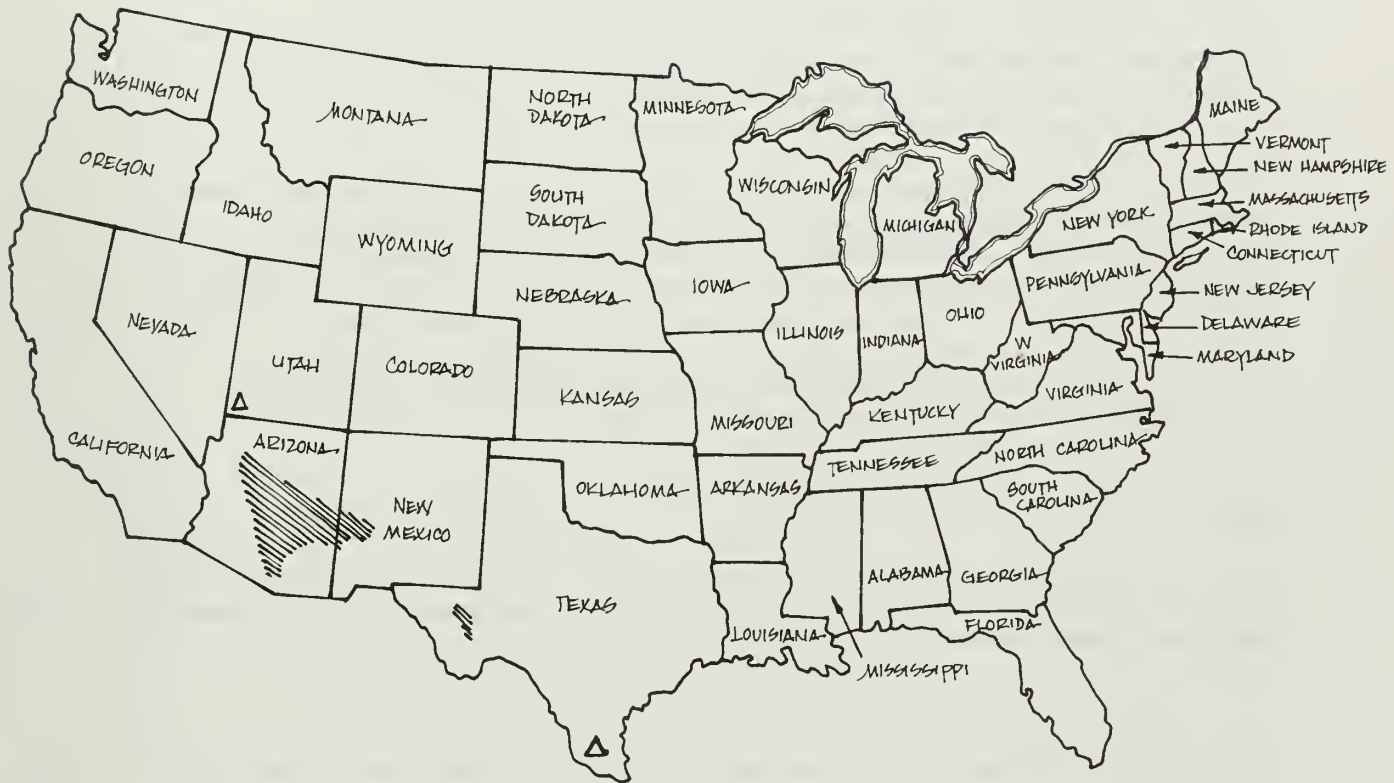 WASHINGTON
OREGON
CALIFORNIA
NEVADA
IDAHO
MONTANA
WYOMING
UTAH
COLORADO
ARIZONA
NEW
MEXICO
NORTH
DAKOTA
SOUTH
DAKOTA
NEBRASKA
KANSAS
OKLAHOMA
TEXAS
MINNESOTA
IOWA
MISSOURI
ARKANSAS
LOUISIANA
WISCONSIN
ILLINOIS
MICHIGAN
INDIANA
OHIO
KENTUCKY
TENNESSEE
MISSISSIPPI
ALABAMA
GEORGIA
FLORIDA
SOUTH
CAROLINA
NORTH CAROLINA
VIRGINIA
W
VIRGINIA
PENNSYLVANIA
NEW YORK
MAINE
VERMONT
NEW HAMPSHIRE
MASSACHUSETTS
RHODE ISLAND
CONNECTICUT
NEW JERSEY
DELAWARE
MARYLAND